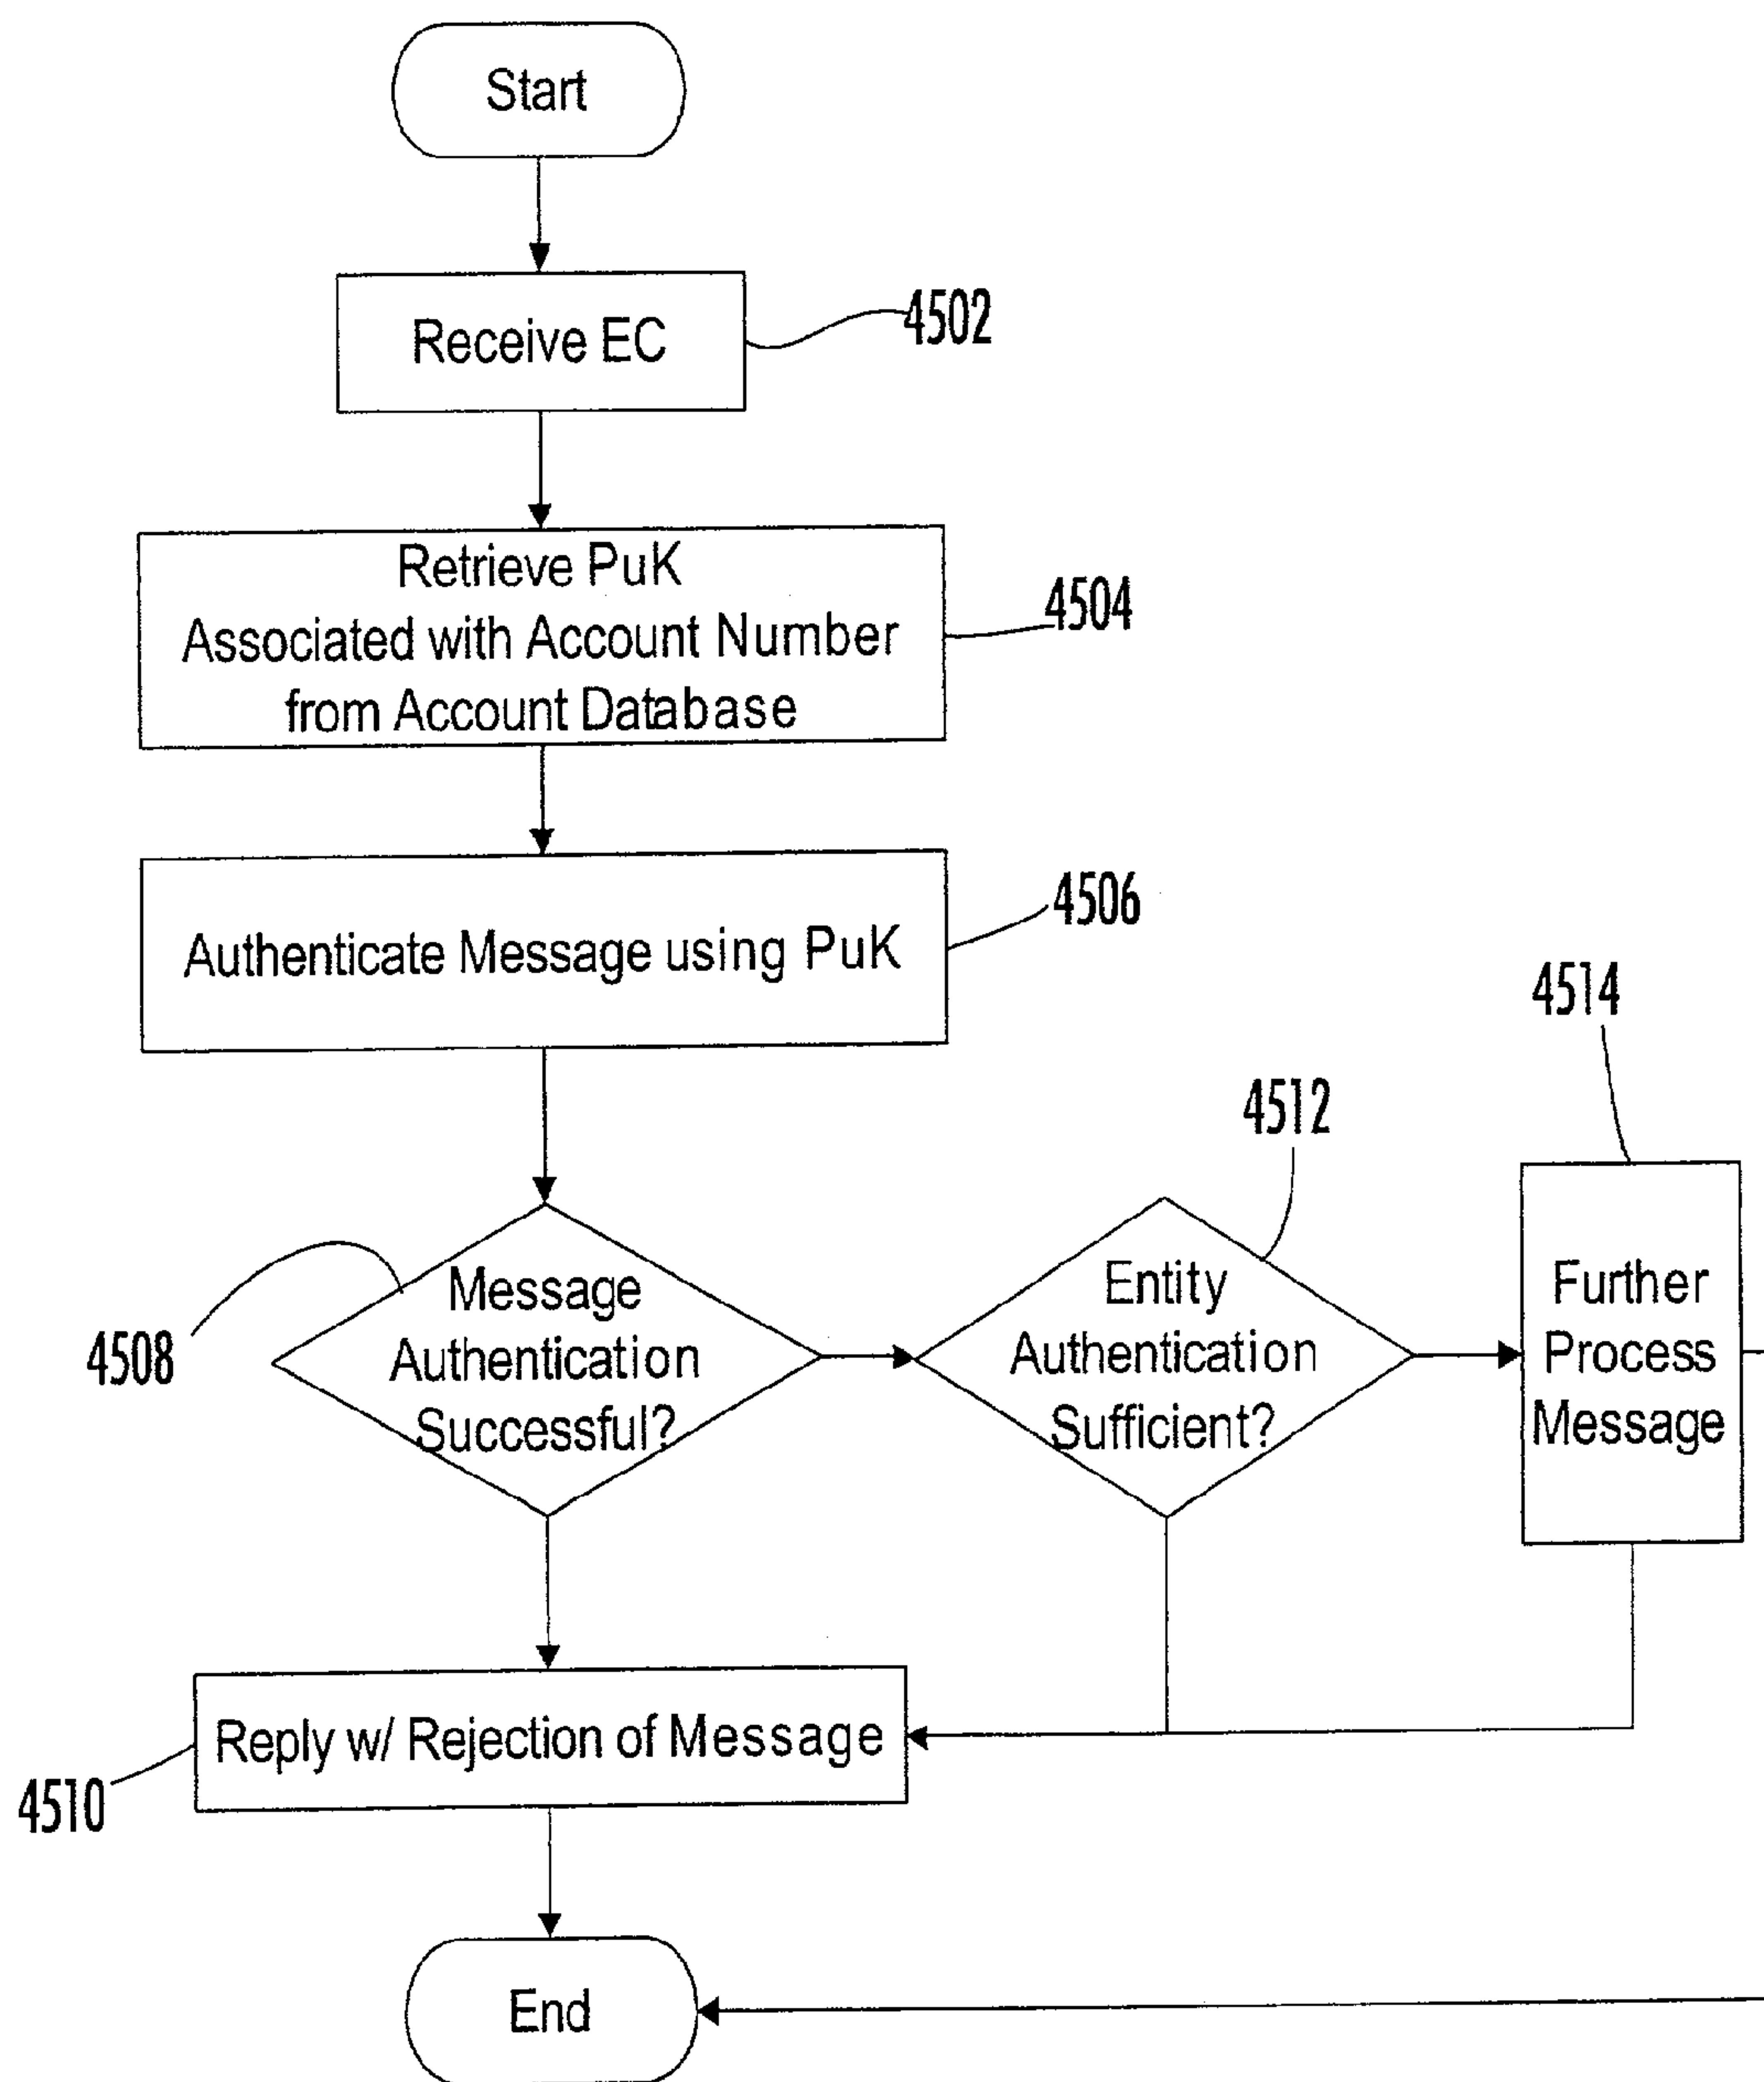 Start
Receive EC
4502
Retrieve PuK
Associated with Account Number
from Account Database
4504
Authenticate Message using PuK
4506
Message
Authentication
Successful?
4508
Entity
Authentication
Sufficient?
4512
Further
Process
Message
4514
Reply w/ Rejection of Message
4510
End